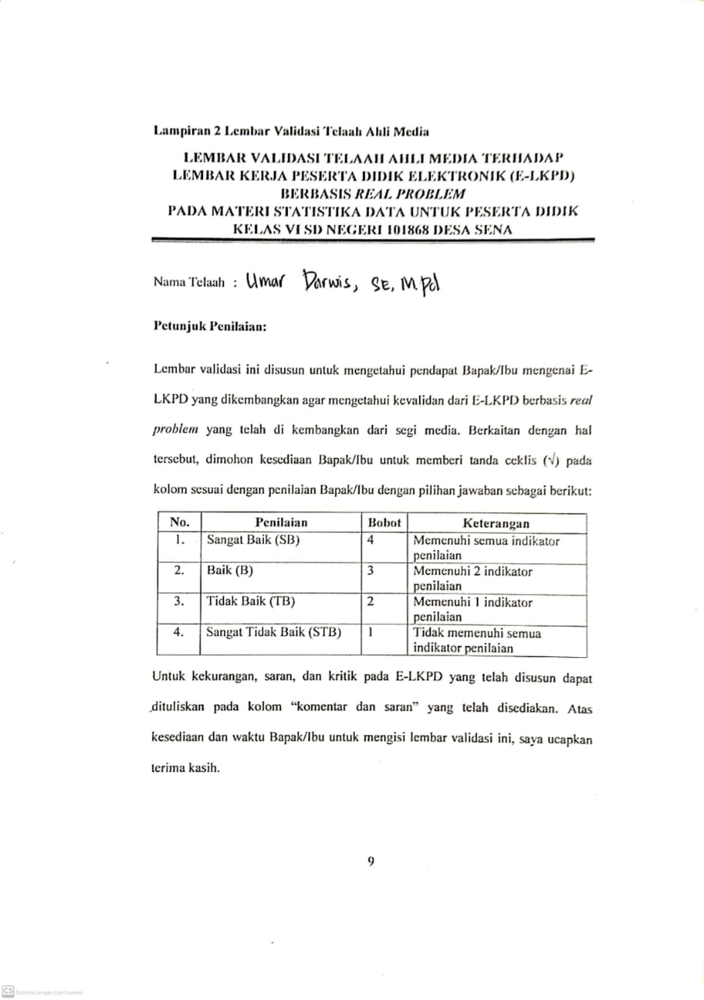 Lampiran 2 Lembar Validasi Telaah Ahli Media
LEMBAR VALIDASI TELAAH AHLI MEDIA TERHADAP
LEMBAR KERJA PESERTA DIDIK ELEKTRONIK (E-LKPD)
BERBASIS REAL PROBLEM
PADA MATERI STATISTIKA DATA UNTUK PESERTA DIDIK
KELAS VI SD NEGERI 101868 DESA SENA
Nama Telaah : Umar Darwis, SE, M.Pd
Petunjuk Penilaian:
Lembar validasi ini disusun untuk mengetahui pendapat Bapak/Ibu mengenai E-
LKPD yang dikembangkan agar mengetahui kevalidan dari E-LKPD berbasis real
problem yang telah di kembangkan dari segi media. Berkaitan dengan hal
tersebut, dimohon kesediaan Bapak/Ibu untuk memberi tanda ceklis (√) pada
kolom sesuai dengan penilaian Bapak/Ibu dengan pilihan jawaban sebagai berikut:
No. Penilaian Bobot Keterangan
1. Sangat Baik (SB) 4 Memenuhi semua indikator
penilaian
2. Baik (B) 3 Memenuhi 2 indikator
penilaian
3. Tidak Baik (TB) 2 Memenuhi 1 indikator
penilaian
4. Sangat Tidak Baik (STB) 1 Tidak memenuhi semua
indikator penilaian
Untuk kekurangan, saran, dan kritik pada E-LKPD yang telah disusun dapat
dituliskan pada kolom “komentar dan saran” yang telah disediakan. Atas
kesediaan dan waktu Bapak/Ibu untuk mengisi lembar validasi ini, saya ucapkan
terima kasih.
9
CS Dipindai dengan CamScanner